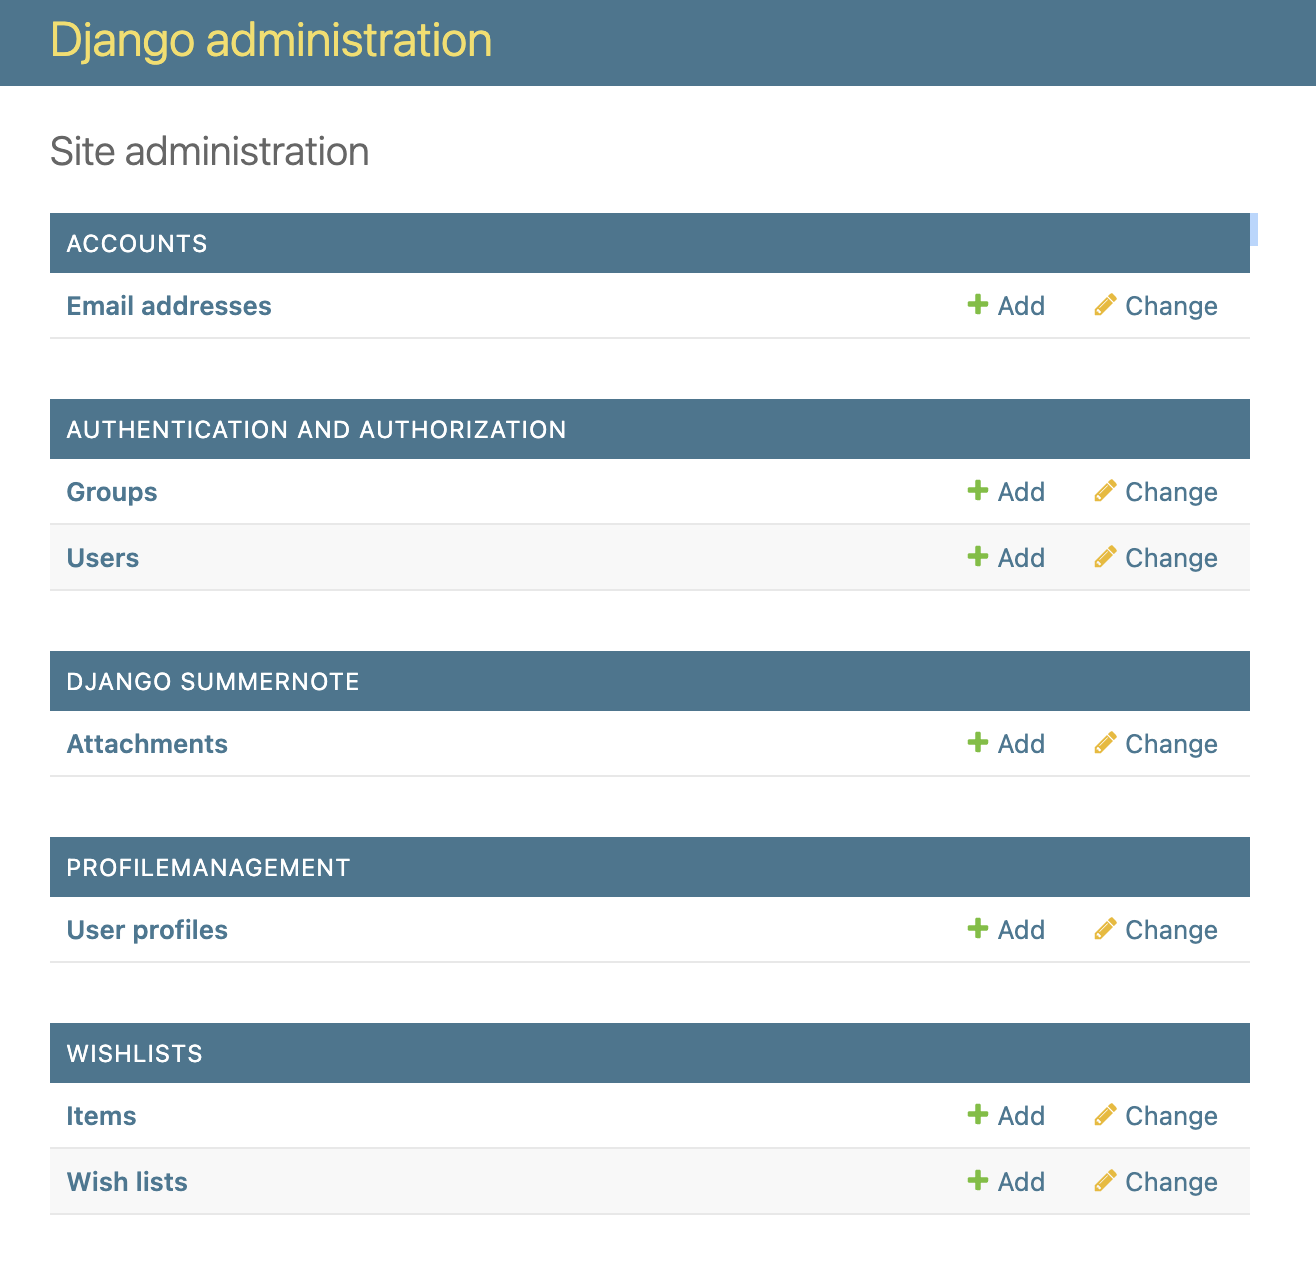 Django administration
Site administration
ACCOUNTS
Email addresses Add Change
AUTHENTICATION AND AUTHORIZATION
Groups Add Change
Users Add Change
DJANGO SUMMERNOTE
Attachments Add Change
PROFILEMANAGEMENT
User profiles Add Change
WISHLISTS
Items Add Change
Wish lists Add Change